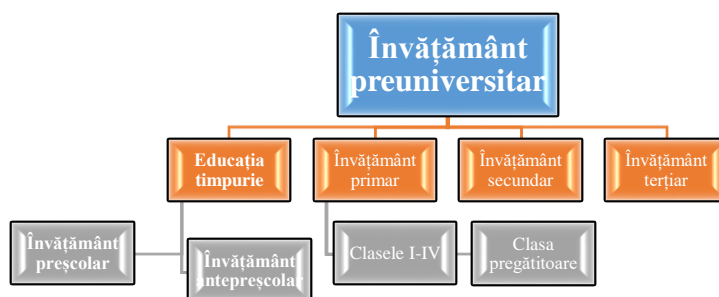 Învățământ
preuniversitar
Educația
timpurie
Învățământ
primar
Învățământ
secundar
Învățământ
terțiar
Învățământ
preșcolar
Învățământ
antepreșcolar
Clasele I-IV
Clasa
pregătitoare